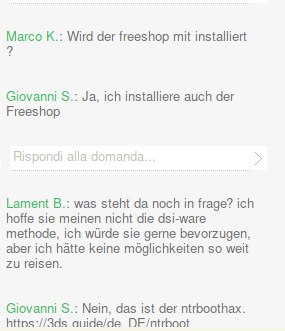 Marco K.: Wird der freeshop mit installiert
?
Giovanni S.: Ja, ich installiere auch der
Freeshop
Rispondi alla domanda...
Lament B.: was steht da noch in frage? ich
hoffe sie meinen nicht die dsi-ware
methode, ich würde sie gerne bevorzugen,
aber ich hätte keine möglichkeiten so weit
zu reisen.
Giovanni S.: Nein, das ist der ntrboothax.
https://3ds.guide/de_DE/ntrboot